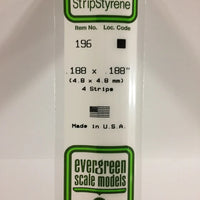 StripStyrene
Item No. Loc. Code
196
.188 x .188"
(4.8 x 4.8 mm)
4 Strips
Made in U.S.A.
evergreen
scale models